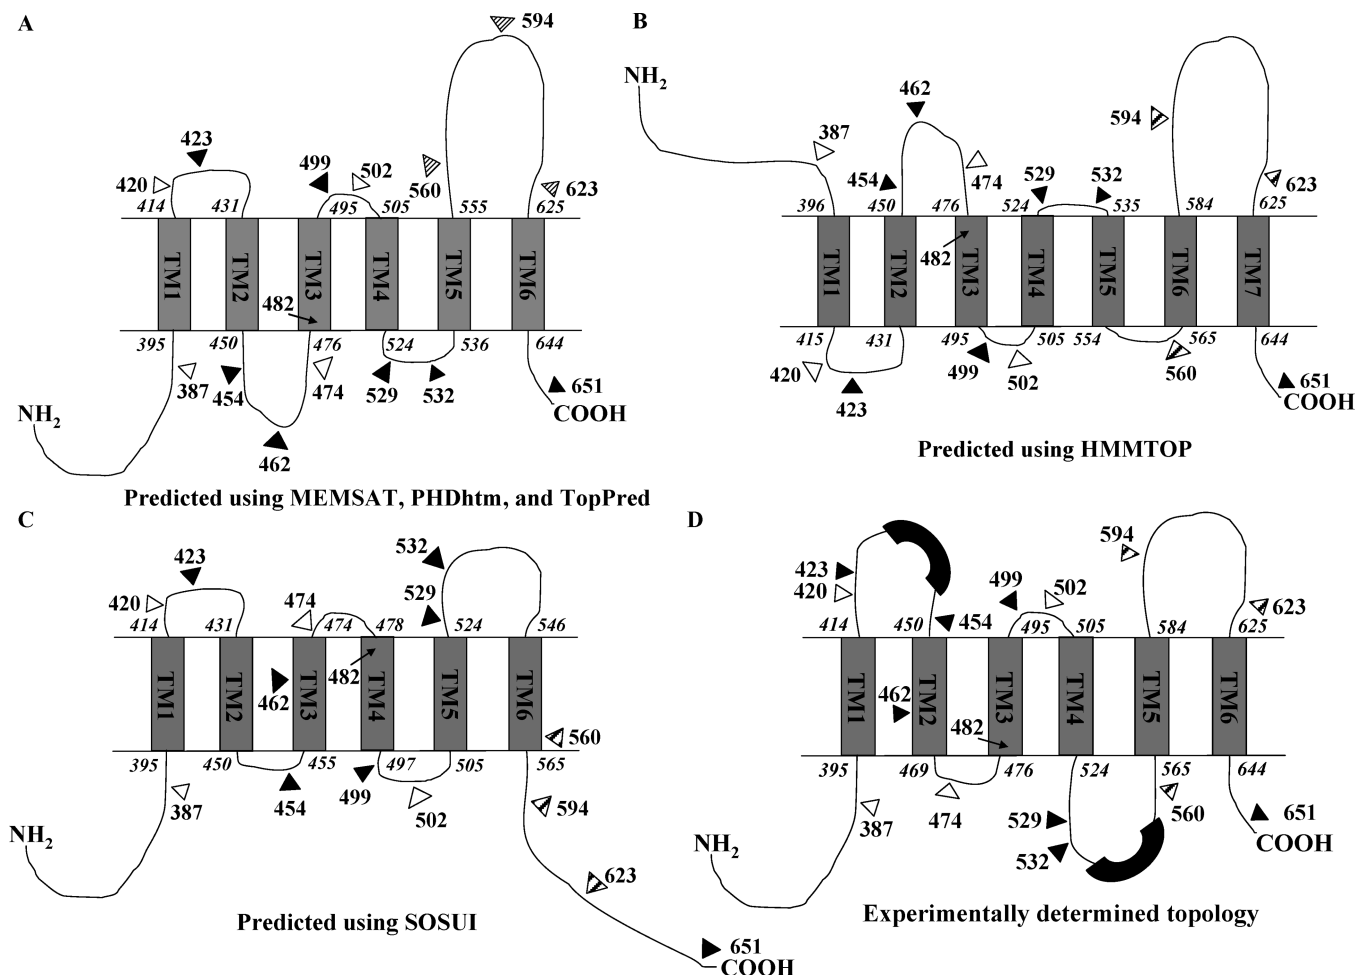 A
594
423
499
502
420
560
623
414
431
495
505
555
625
TM1
TM2
TM3
TM4
TM5
TM6
482
395
450
476
524
536
644
387
454
474
529
532
651
NH2
COOH
462
Predicted using MEMSAT, PHDhtm, and TopPred
B
NH2
462
387
594
454
474
529
532
623
396
450
476
524
535
584
625
482
TM1
TM2
TM3
TM4
TM5
TM6
TM7
415
431
495
505
554
565
644
420
423
499
502
560
651
COOH
Predicted using HMMTOP
C
423
532
420
474
529
414
431
474
478
524
546
TM1
TM2
TM3
TM4
TM5
TM6
462
482
560
395
450
455
497
505
565
387
454
499
502
594
NH2
623
651
COOH
Predicted using SOSUI
D
594
423
420
499
502
454
623
414
450
495
505
584
625
TM1
TM2
TM3
TM4
TM5
TM6
462
482
395
469
476
524
565
644
387
474
529
532
560
651
NH2
COOH
Experimentally determined topology